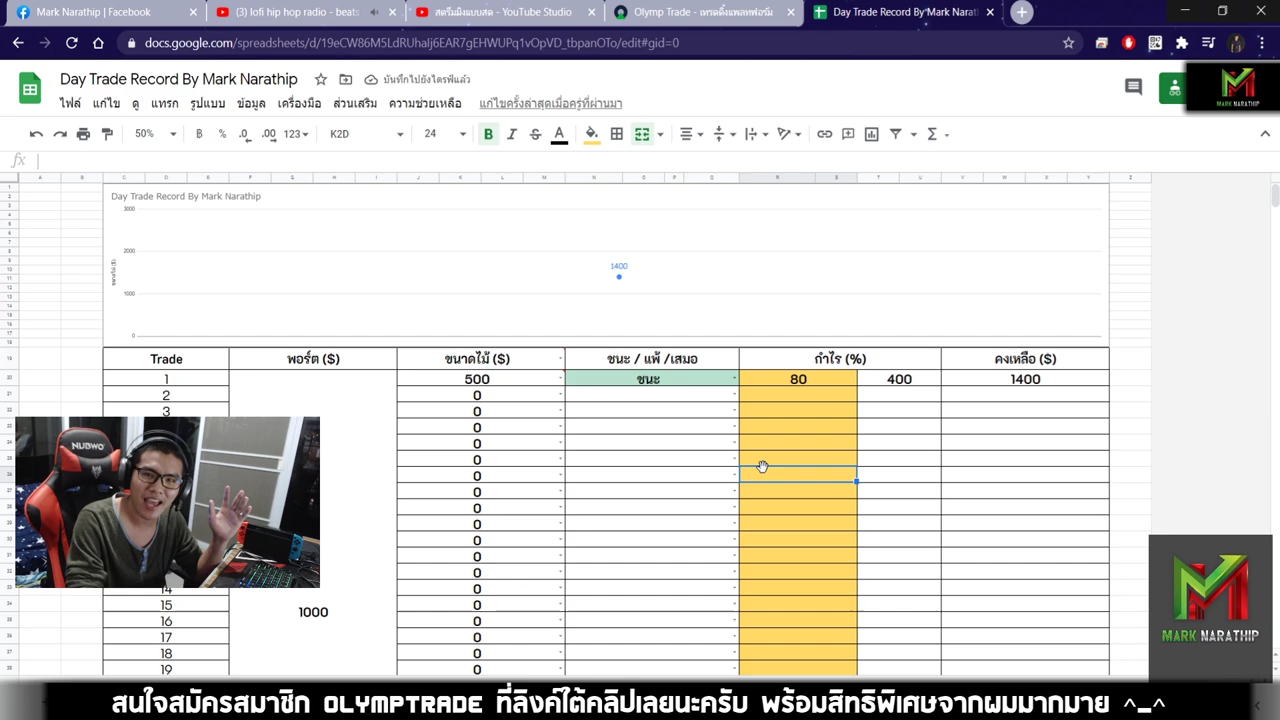 Mark Narathip | Facebook
(3) lofi hip hop radio - beats
สตรีมมิงแบบสด - YouTube Studio
Olymp Trade - เทรดดิ้งแพลทฟอร์ม
Day Trade Record By Mark Narat
docs.google.com/spreadsheets/d/19eCW86M5LdRUhaIj6EAR7gEHWUPq1vOpVD_tbpanOTo/edit#gid=0
Day Trade Record By Mark Narathip
บันทึกไปยังไดรฟ์แล้ว
ไฟล์ แก้ไข ดู แทรก รูปแบบ ข้อมูล เครื่องมือ ส่วนเสริม ความช่วยเหลือ แก้ไขครั้งล่าสุดเมื่อครู่ที่ผ่านมา
MARK NARATHIP
50% ฿ % .0 .00 123 K2D 24 B I S A Σ
fx
A B C D E F G H I J K L M N O P Q R S T U V W X Y Z
Day Trade Record By Mark Narathip
3000
2000
1400
1000
0
ขนาดไม้ ($)
Trade พอร์ต ($) ขนาดไม้ ($) ชนะ / แพ้ /เสมอ กำไร (%) คงเหลือ ($)
1 500 ชนะ 80 400 1400
2 0
3 0
0
0
0
0
0
0
0
0
0
0
14 0
15 0
1000
16 0
17 0
18 0
19 0
NUBWO
MARK NARATHIP
สนใจสมัครสมาชิก OLYMPTRADE ที่ลิงค์ใต้คลิปเลยนะครับ พร้อมสิทธิพิเศษจากผมมากมาย ^_^